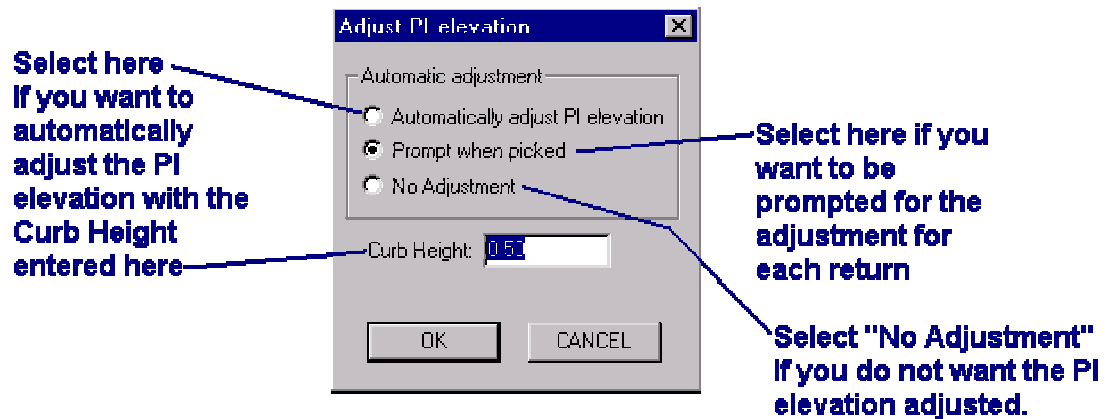 Adjust PI elevation
Select here
If you want to
automatically
adjust the PI
elevation with the
Curb Height
entered here
Automatic adjustment
Automatically adjust PI elevation
Prompt when picked
No Adjustment
Curb Height: 0.50
OK
CANCEL
Select here if you
want to be
prompted for the
adjustment for
each return
Select "No Adjustment"
If you do not want the PI
elevation adjusted.